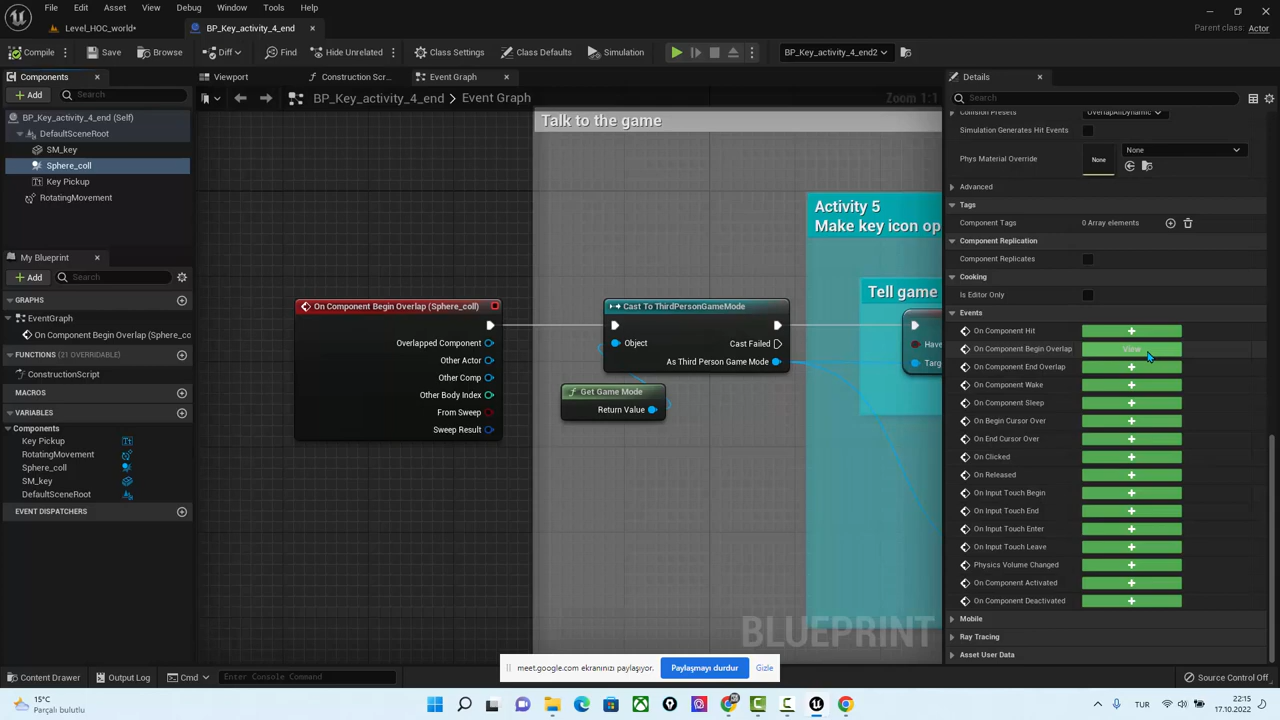 File Edit Asset View Debug Window Tools Help
Level_HOC_world*
BP_Key_activity_4_end
Parent class: Actor
Compile
Save
Browse
Diff
Find
Hide Unrelated
Class Settings
Class Defaults
Simulation
BP_Key_activity_4_end2
Components
Viewport
Construction Scr...
Event Graph
Details
Add
Search
BP_Key_activity_4_end > Event Graph
Zoom 1:1
Search
BP_Key_activity_4_end (Self)
DefaultSceneRoot
SM_key
Sphere_coll
Key Pickup
RotatingMovement
My Blueprint
Add
Search
GRAPHS
EventGraph
On Component Begin Overlap (Sphere_co
FUNCTIONS (21 OVERRIDABLE)
ConstructionScript
MACROS
VARIABLES
Components
Key Pickup
RotatingMovement
Sphere_coll
SM_key
DefaultSceneRoot
EVENT DISPATCHERS
Talk to the game
Activity 5
Make key icon op
Tell game
On Component Begin Overlap (Sphere_coll)
Overlapped Component
Other Actor
Other Comp
Other Body Index
From Sweep
Sweep Result
Cast To ThirdPersonGameMode
Object
Cast Failed
As Third Person Game Mode
Get Game Mode
Return Value
Have
Targ
BLUEPRINT
Collision Presets
OverlapAllDynamic
Simulation Generates Hit Events
Phys Material Override
None
None
Advanced
Tags
Component Tags
0 Array elements
Component Replication
Component Replicates
Cooking
Is Editor Only
Events
On Component Hit
On Component Begin Overlap
View
On Component End Overlap
On Component Wake
On Component Sleep
On Begin Cursor Over
On End Cursor Over
On Clicked
On Released
On Input Touch Begin
On Input Touch End
On Input Touch Enter
On Input Touch Leave
Physics Volume Changed
On Component Activated
On Component Deactivated
Mobile
Ray Tracing
Asset User Data
meet.google.com ekranınızı paylaşıyor.
Paylaşmayı durdur
Gizle
Output Log
Cmd
Enter Console Command
Source Control Off
15°C
Parçalı bulutlu
TUR
22:15
17.10.2022